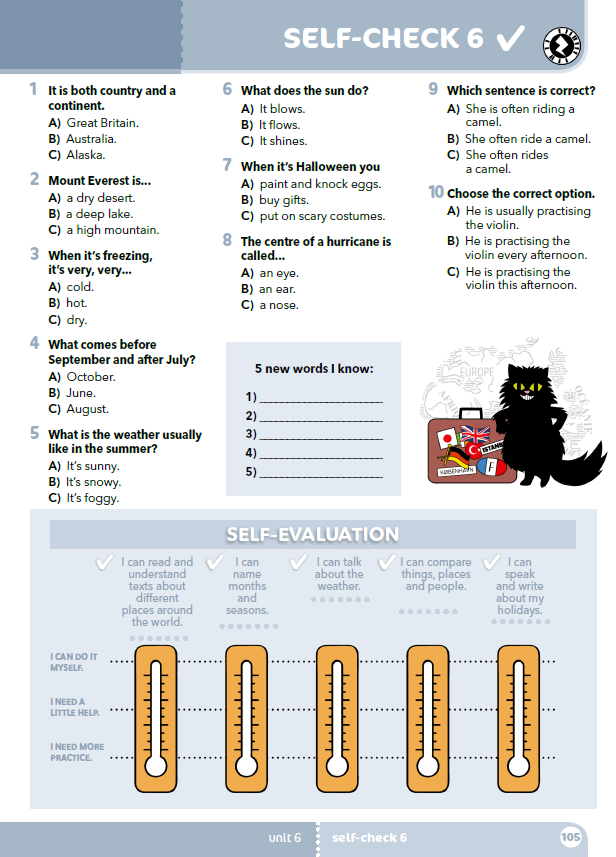 SELF-CHECK 6
1 It is both country and a
continent.
A) Great Britain.
B) Australia.
C) Alaska.
2 Mount Everest is...
A) a dry desert.
B) a deep lake.
C) a high mountain.
3 When it's freezing,
it's very, very...
A) cold.
B) hot.
C) dry.
4 What comes before
September and after July?
A) October.
B) June.
C) August.
5 What is the weather usually
like in the summer?
A) It's sunny.
B) It's snowy.
C) It's foggy.
6 What does the sun do?
A) It blows.
B) It flows.
C) It shines.
7 When it's Halloween you
A) paint and knock eggs.
B) buy gifts.
C) put on scary costumes.
8 The centre of a hurricane is
called...
A) an eye.
B) an ear.
C) a nose.
9 Which sentence is correct?
A) She is often riding a
camel.
B) She often ride a camel.
C) She often rides
a camel.
10 Choose the correct option.
A) He is usually practising
the violin.
B) He is practising the
violin every afternoon.
C) He is practising the
violin this afternoon.
5 new words I know:
1)
2)
3)
4)
5)
EUROPE
KØBENHAVN
F
SELF-EVALUATION
I can read and
understand
texts about
different
places around
the world.
I can
name
months
and
seasons.
I can talk
about the
weather.
I can compare
things, places
and people.
I can
speak
and write
about my
holidays.
I CAN DO IT
MYSELF.
I NEED A
LITTLE HELP.
I NEED MORE
PRACTICE.
unit 6
self-check 6
105